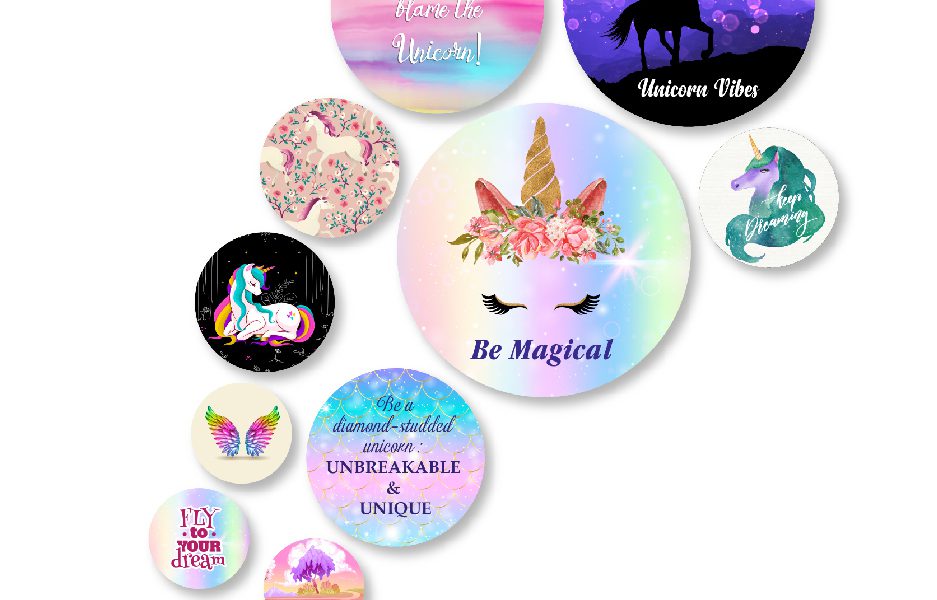 blame the
Unicorn!
Unicorn Vibes
keep
Dreaming
Be Magical
Be a
diamond-studded
unicorn:
UNBREAKABLE
&
UNIQUE
FLY
to
YOUR
dream